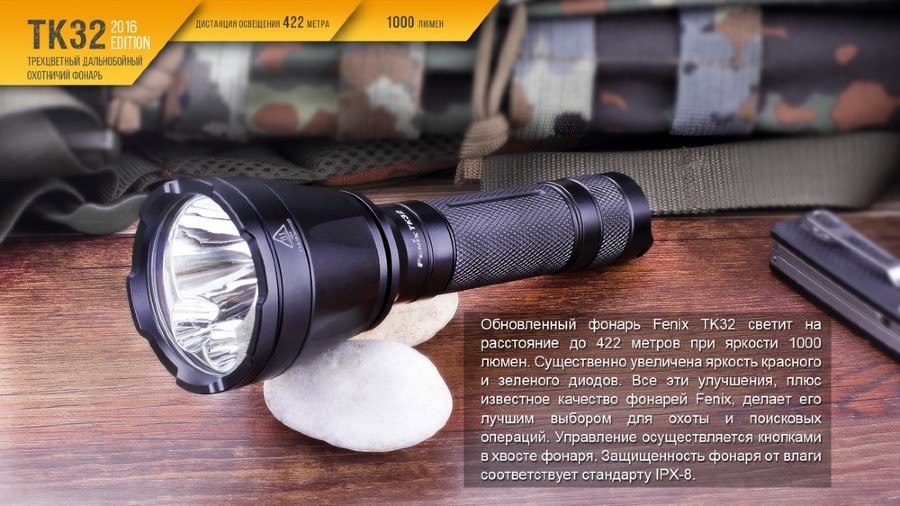 TK32 2016 EDITION
ТРЕХЦВЕТНЫЙ ДАЛЬНОБОЙНЫЙ
ОХОТНИЧИЙ ФОНАРЬ
ДИСТАНЦИЯ ОСВЕЩЕНИЯ 422 МЕТРА
1000 ЛЮМЕН
FENIX TK32
Обновленный фонарь Fenix TK32 светит на
расстояние до 422 метров при яркости 1000
люмен. Существенно увеличена яркость красного
и зеленого диодов. Все эти улучшения, плюс
известное качество фонарей Fenix, делает его
лучшим выбором для охоты и поисковых
операций. Управление осуществляется кнопками
в хвосте фонаря. Защищенность фонаря от влаги
соответствует стандарту IPX-8.